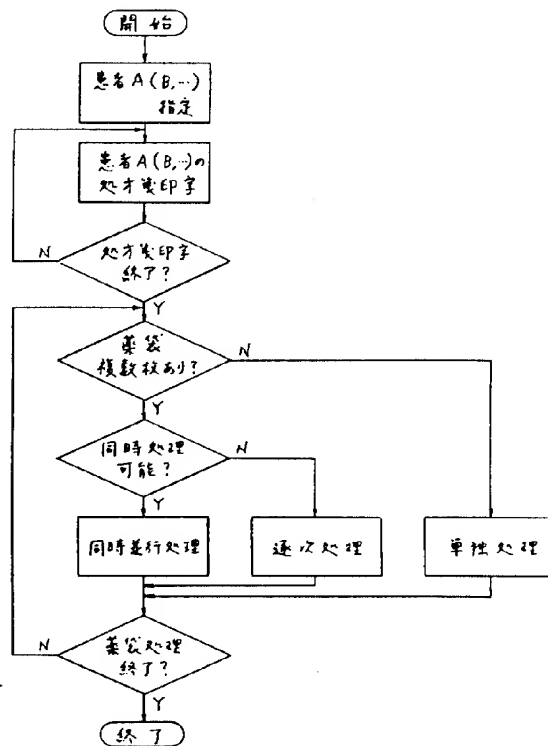 開始
患者A(B,…)
指定
患者A(B,…)の
処方箋印字
N
処方箋印字
終了?
Y
薬袋
複数枚あり?
N
Y
同時処理
可能?
N
Y
同時並行処理
逐次処理
単独処理
N
薬袋処理
終了?
Y
終了